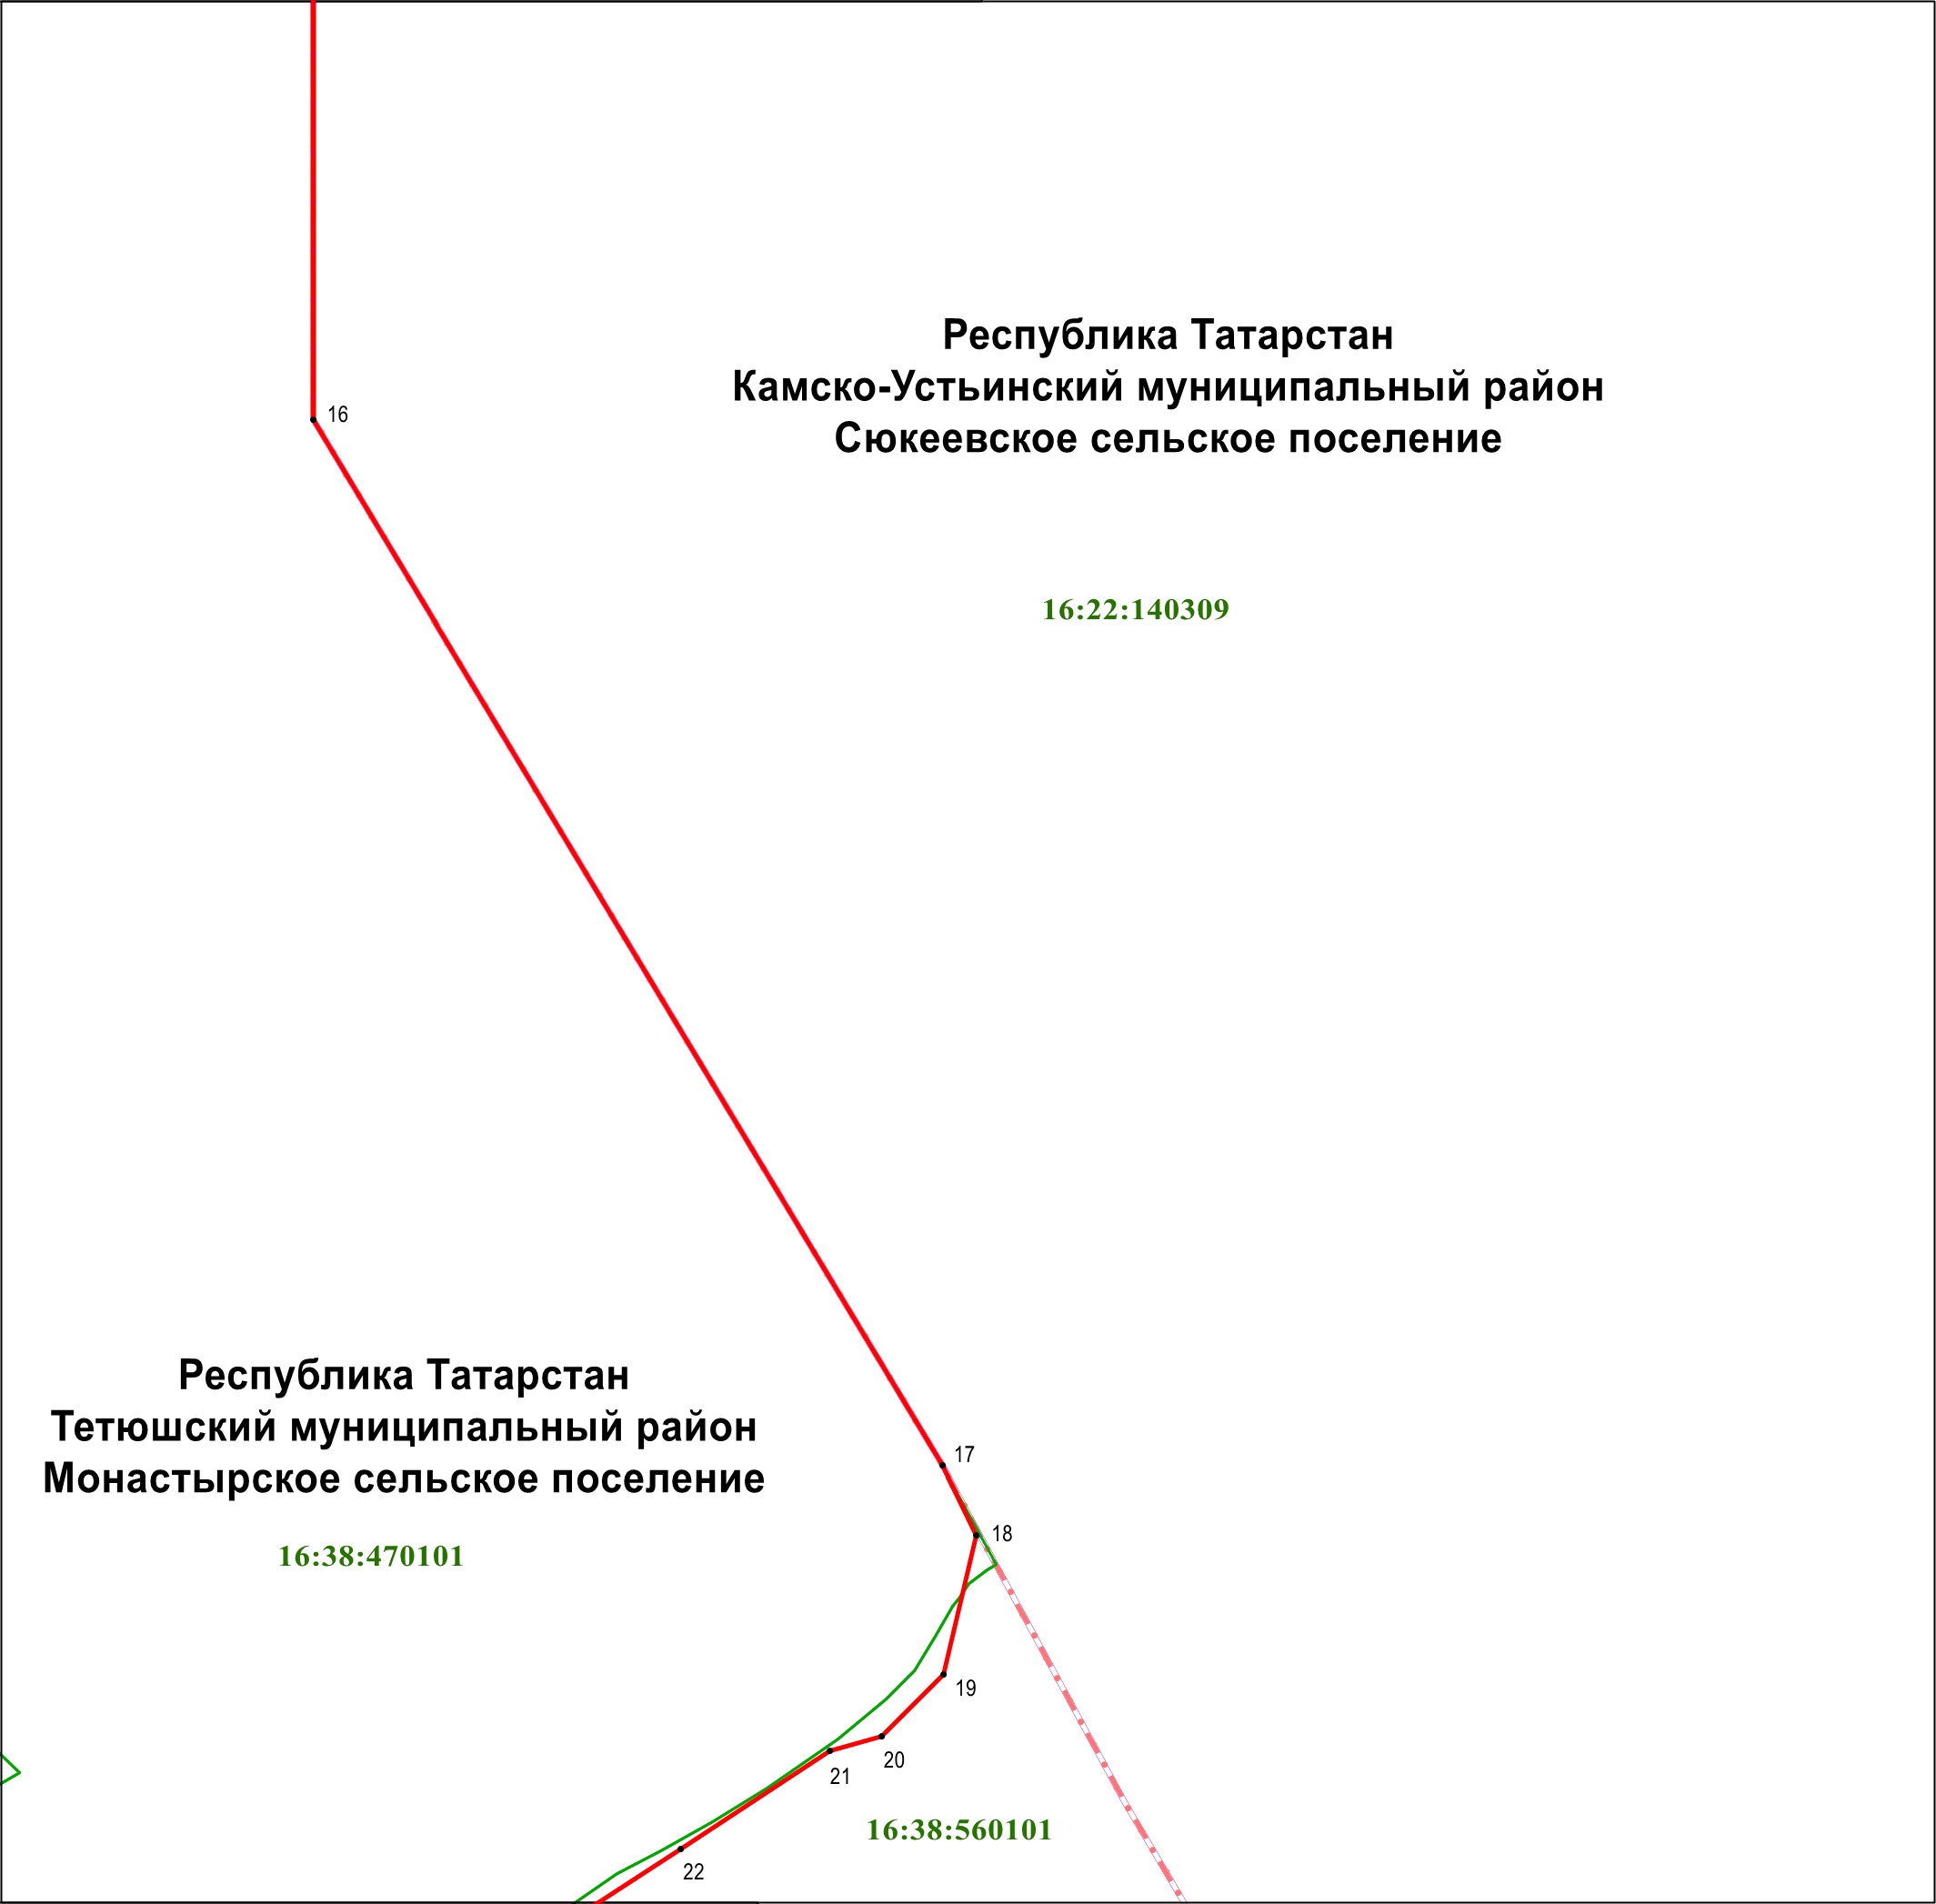 16
Республика Татарстан
Камско-Устьинский муниципальный район
Сюкеевское сельское поселение
16:22:140309
Республика Татарстан
Тетюшский муниципальный район
Монастырское сельское поселение
16:38:470101
17
18
19
20
21
16:38:560101
22